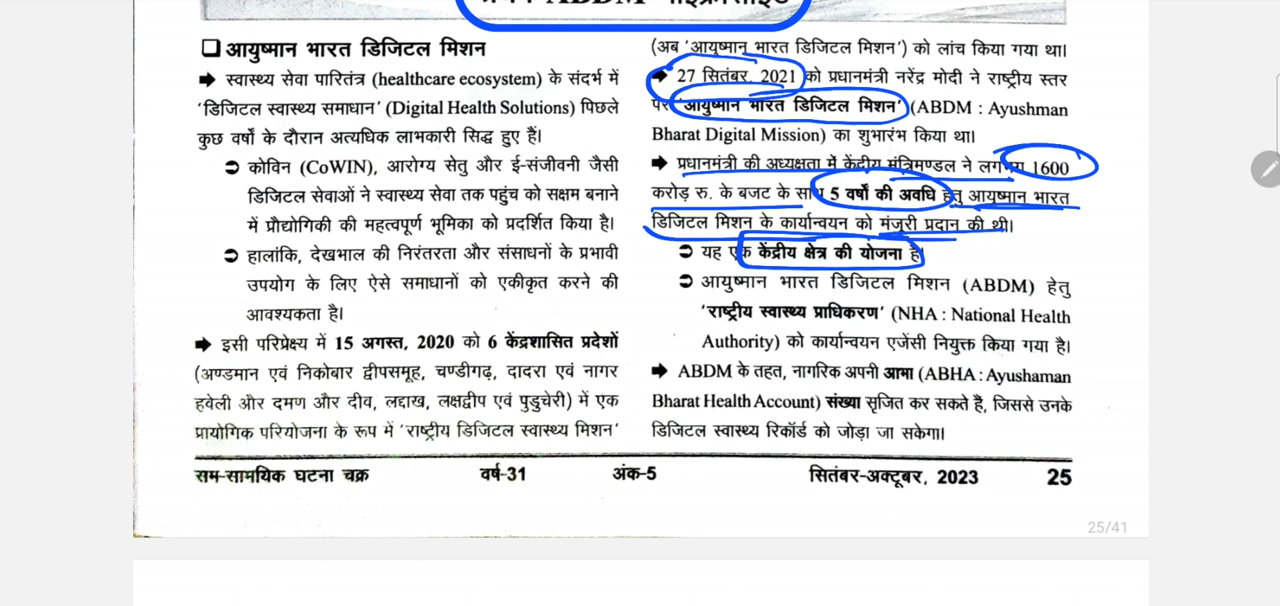 ABDM
❑ आयुष्मान भारत डिजिटल मिशन
➡ स्वास्थ्य सेवा पारितंत्र (healthcare ecosystem) के संदर्भ में
'डिजिटल स्वास्थ्य समाधान' (Digital Health Solutions) पिछले
कुछ वर्षों के दौरान अत्यधिक लाभकारी सिद्ध हुए हैं।
➲ कोविन (CoWIN), आरोग्य सेतु और ई-संजीवनी जैसी
डिजिटल सेवाओं ने स्वास्थ्य सेवा तक पहुंच को सक्षम बनाने
में प्रौद्योगिकी की महत्वपूर्ण भूमिका को प्रदर्शित किया है।
➲ हालांकि, देखभाल की निरंतरता और संसाधनों के प्रभावी
उपयोग के लिए ऐसे समाधानों को एकीकृत करने की
आवश्यकता है।
➡ इसी परिप्रेक्ष्य में 15 अगस्त, 2020 को 6 केंद्रशासित प्रदेशों
(अण्डमान एवं निकोबार द्वीपसमूह, चण्डीगढ़, दादरा एवं नागर
हवेली और दमण और दीव, लद्दाख, लक्षद्वीप एवं पुडुचेरी) में एक
प्रायोगिक परियोजना के रूप में 'राष्ट्रीय डिजिटल स्वास्थ्य मिशन'
(अब 'आयुष्मान भारत डिजिटल मिशन') को लांच किया गया था।
➡ 27 सितंबर, 2021 को प्रधानमंत्री नरेंद्र मोदी ने राष्ट्रीय स्तर
पर 'आयुष्मान भारत डिजिटल मिशन' (ABDM : Ayushman
Bharat Digital Mission) का शुभारंभ किया था।
➡ प्रधानमंत्री की अध्यक्षता में केंद्रीय मंत्रिमण्डल ने लगभग 1600
करोड़ रु. के बजट के साथ 5 वर्षों की अवधि हेतु आयुष्मान भारत
डिजिटल मिशन के कार्यान्वयन को मंजूरी प्रदान की थी।
➲ यह एक केंद्रीय क्षेत्र की योजना है।
➲ आयुष्मान भारत डिजिटल मिशन (ABDM) हेतु
'राष्ट्रीय स्वास्थ्य प्राधिकरण' (NHA : National Health
Authority) को कार्यान्वयन एजेंसी नियुक्त किया गया है।
➡ ABDM के तहत, नागरिक अपनी आभा (ABHA : Ayushaman
Bharat Health Account) संख्या सृजित कर सकते है, जिससे उनके
डिजिटल स्वास्थ्य रिकॉर्ड को जोड़ा जा सकेगा।
सम-सामयिक घटना चक्र वर्ष-31 अंक-5 सितंबर-अक्टूबर, 2023 25
25/41